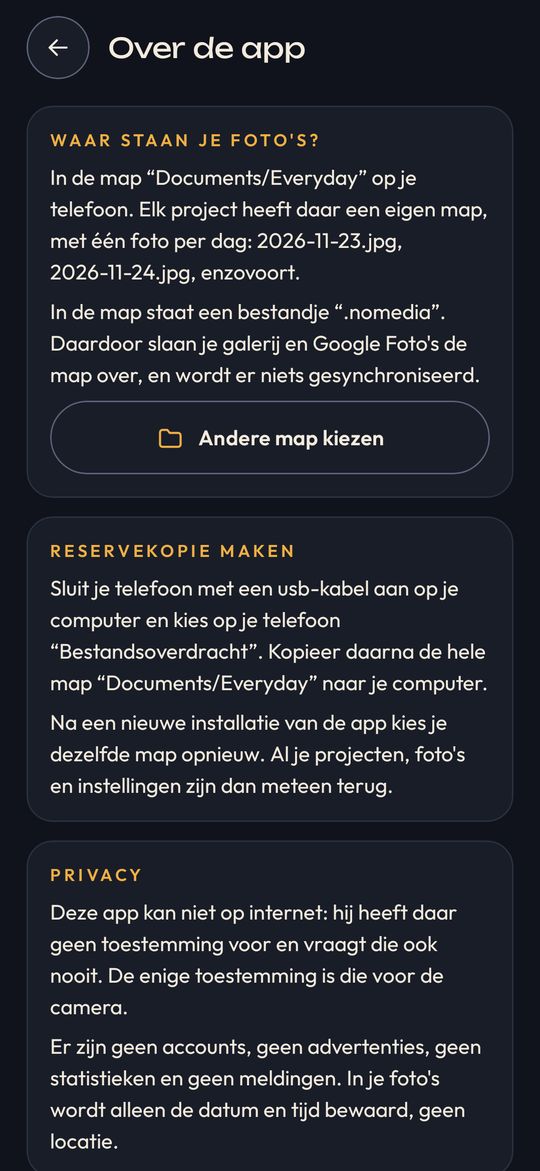 Over de app
WAAR STAAN JE FOTO'S?
In de map “Documents/Everyday” op je
telefoon. Elk project heeft daar een eigen map,
met één foto per dag: 2026-11-23.jpg,
2026-11-24.jpg, enzovoort.
In de map staat een bestandje “.nomedia”.
Daardoor slaan je galerij en Google Foto's de
map over, en wordt er niets gesynchroniseerd.
Andere map kiezen
RESERVEKOPIE MAKEN
Sluit je telefoon met een usb-kabel aan op je
computer en kies op je telefoon
“Bestandsoverdracht”. Kopieer daarna de hele
map “Documents/Everyday” naar je computer.
Na een nieuwe installatie van de app kies je
dezelfde map opnieuw. Al je projecten, foto's
en instellingen zijn dan meteen terug.
PRIVACY
Deze app kan niet op internet: hij heeft daar
geen toestemming voor en vraagt die ook
nooit. De enige toestemming is die voor de
camera.
Er zijn geen accounts, geen advertenties, geen
statistieken en geen meldingen. In je foto's
wordt alleen de datum en tijd bewaard, geen
locatie.